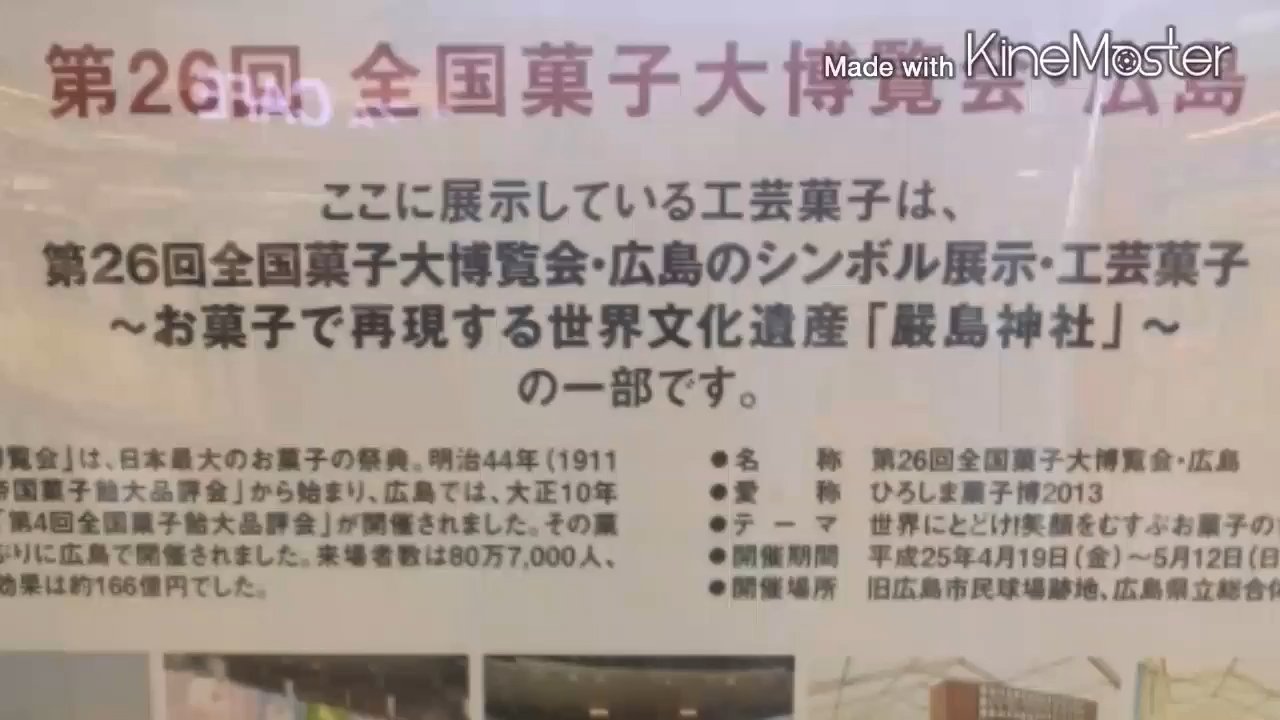 第26回 全国菓子大博覧会・広島
Made with KineMaster
CAFE
ここに展示している工芸菓子は、
第26回全国菓子大博覧会・広島のシンボル展示・工芸菓子
～お菓子で再現する世界文化遺産「嚴島神社」～
の一部です。
覧会」は、日本最大のお菓子の祭典。明治44年(1911
帝国菓子飴大品評会」から始まり、広島では、大正10年
「第4回全国菓子飴大品評会」が開催されました。その菓
ぶりに広島で開催されました。来場者数は80万7,000人、
効果は約166億円でした。
●名　称 第26回全国菓子大博覧会・広島
●愛　称 ひろしま菓子博2013
●テーマ 世界にとどけ!笑顔をむすぶお菓子の
●開催期間 平成25年4月19日(金)～5月12日(日
●開催場所 旧広島市民球場跡地、広島県立総合体